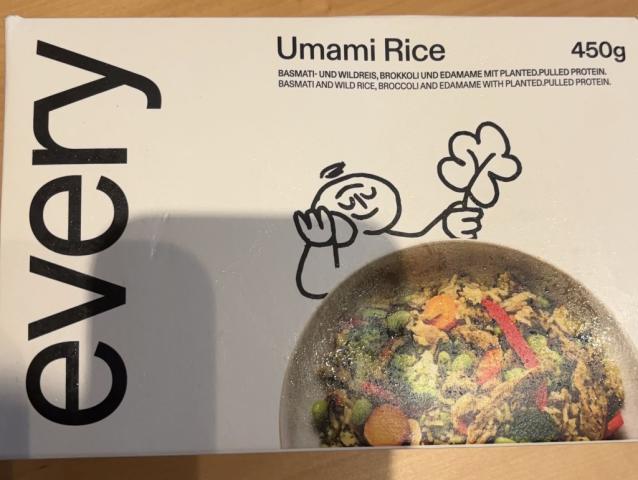 every
Umami Rice
450g
BASMATI- UND WILDREIS, BROKKOLI UND EDAMAME MIT PLANTED.PULLED PROTEIN.
BASMATI AND WILD RICE, BROCCOLI AND EDAMAME WITH PLANTED.PULLED PROTEIN.